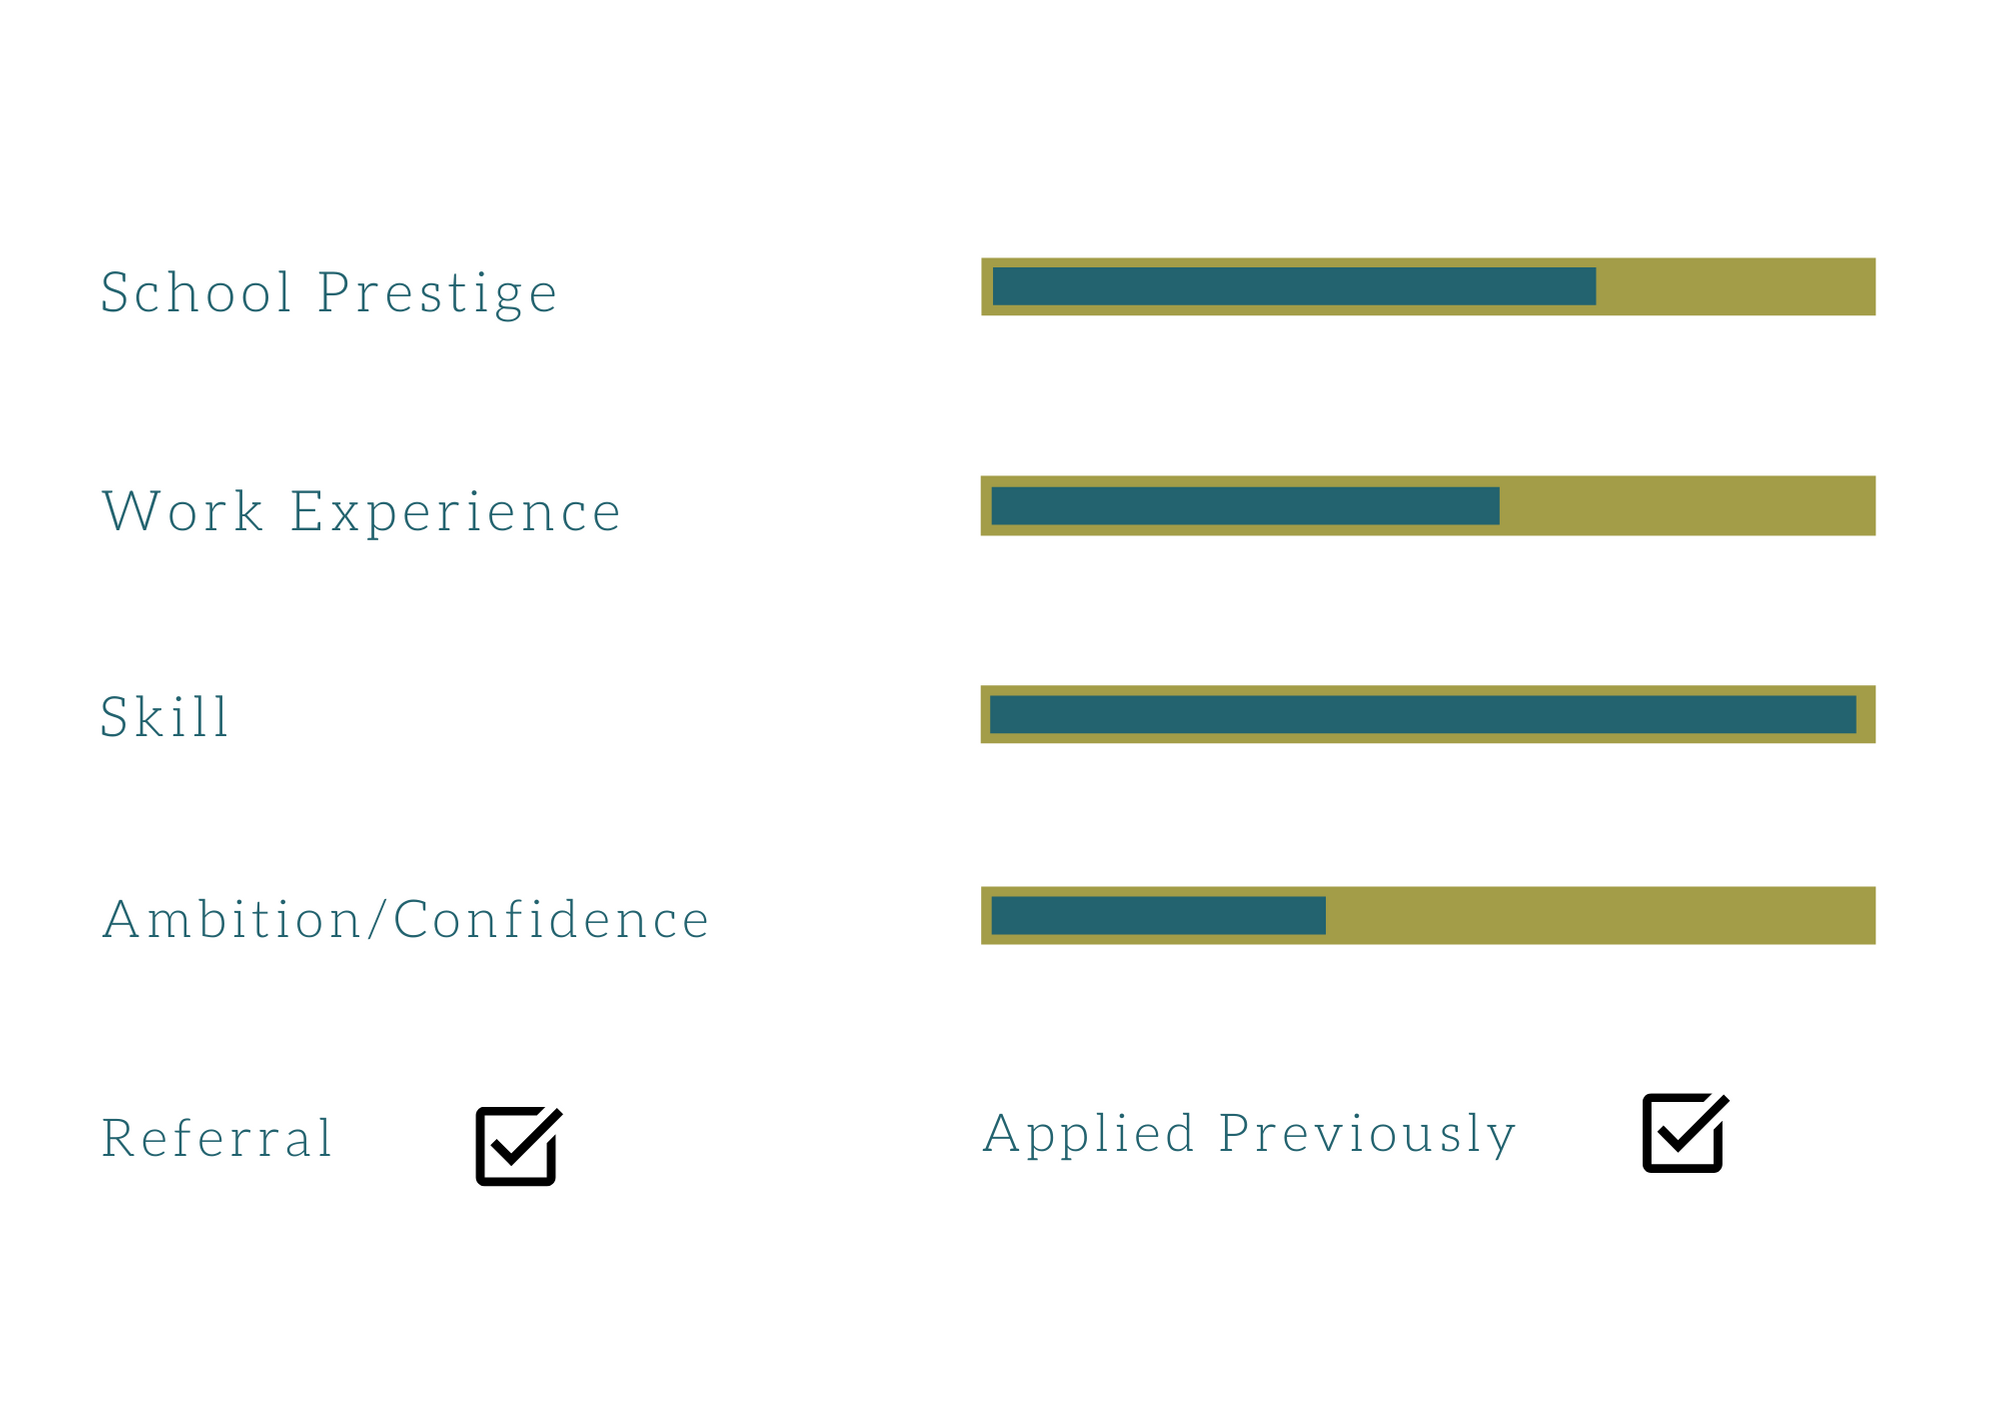 School Prestige
Work Experience
Skill
Ambition/Confidence
Referral
Applied Previously